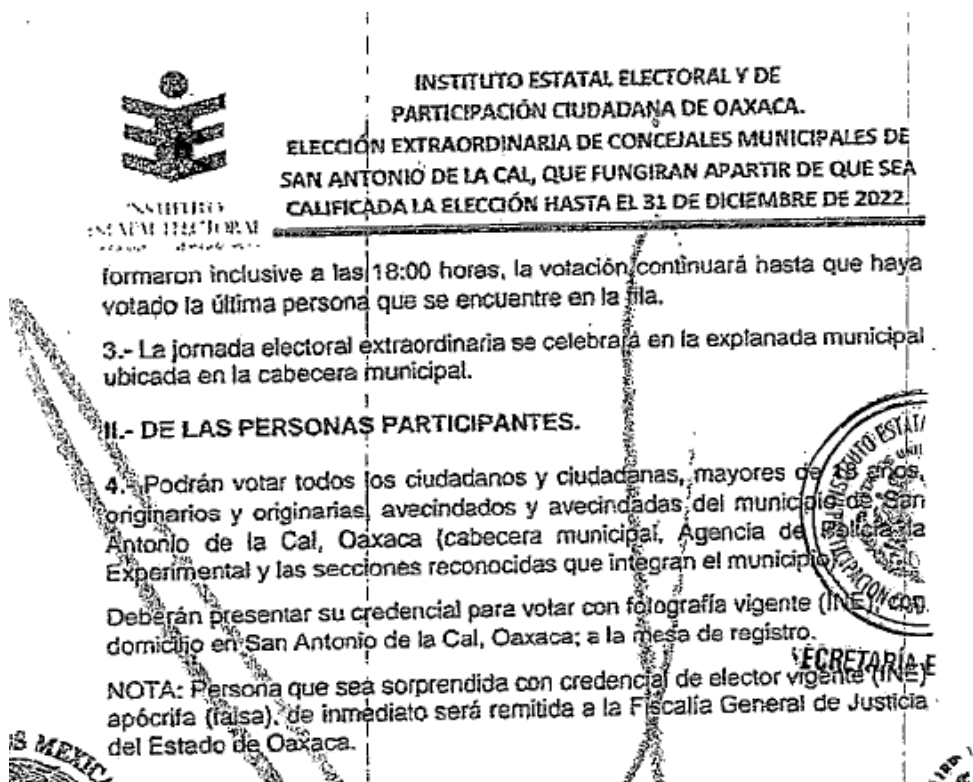 INSTITUTO ESTATAL ELECTORAL Y DE
PARTICIPACIÓN CIUDADANA DE OAXACA.
ELECCIÓN EXTRAORDINARIA DE CONCEJALES MUNICIPALES DE
SAN ANTONIO DE LA CAL, QUE FUNGIRAN APARTIR DE QUE SEA
CALIFICADA LA ELECCIÓN HASTA EL 31 DE DICIEMBRE DE 2022.
INSTITUTO
ESTATAL ELECTORAL
formaron inclusive a las 18:00 horas, la votación continuará hasta que haya
votado la última persona que se encuentre en la fila.
3.- La jornada electoral extraordinaria se celebrará en la explanada municipal
ubicada en la cabecera municipal.
II.- DE LAS PERSONAS PARTICIPANTES.
4.- Podrán votar todos los ciudadanos y ciudadanas, mayores de 18 años,
originarios y originarias, avecindados y avecindadas del municipio de San
Antonio de la Cal, Oaxaca (cabecera municipal, Agencia de Policía la
Experimental y las secciones reconocidas que integran el municipio).
Deberán presentar su credencial para votar con fotografía vigente (INE), con
domicilio en San Antonio de la Cal, Oaxaca; a la mesa de registro.
SECRETARÍA E
NOTA: Persona que sea sorprendida con credencial de elector vigente (INE)
apócrifa (falsa), de inmediato será remitida a la Fiscalía General de Justicia
del Estado de Oaxaca.
S MEXICA